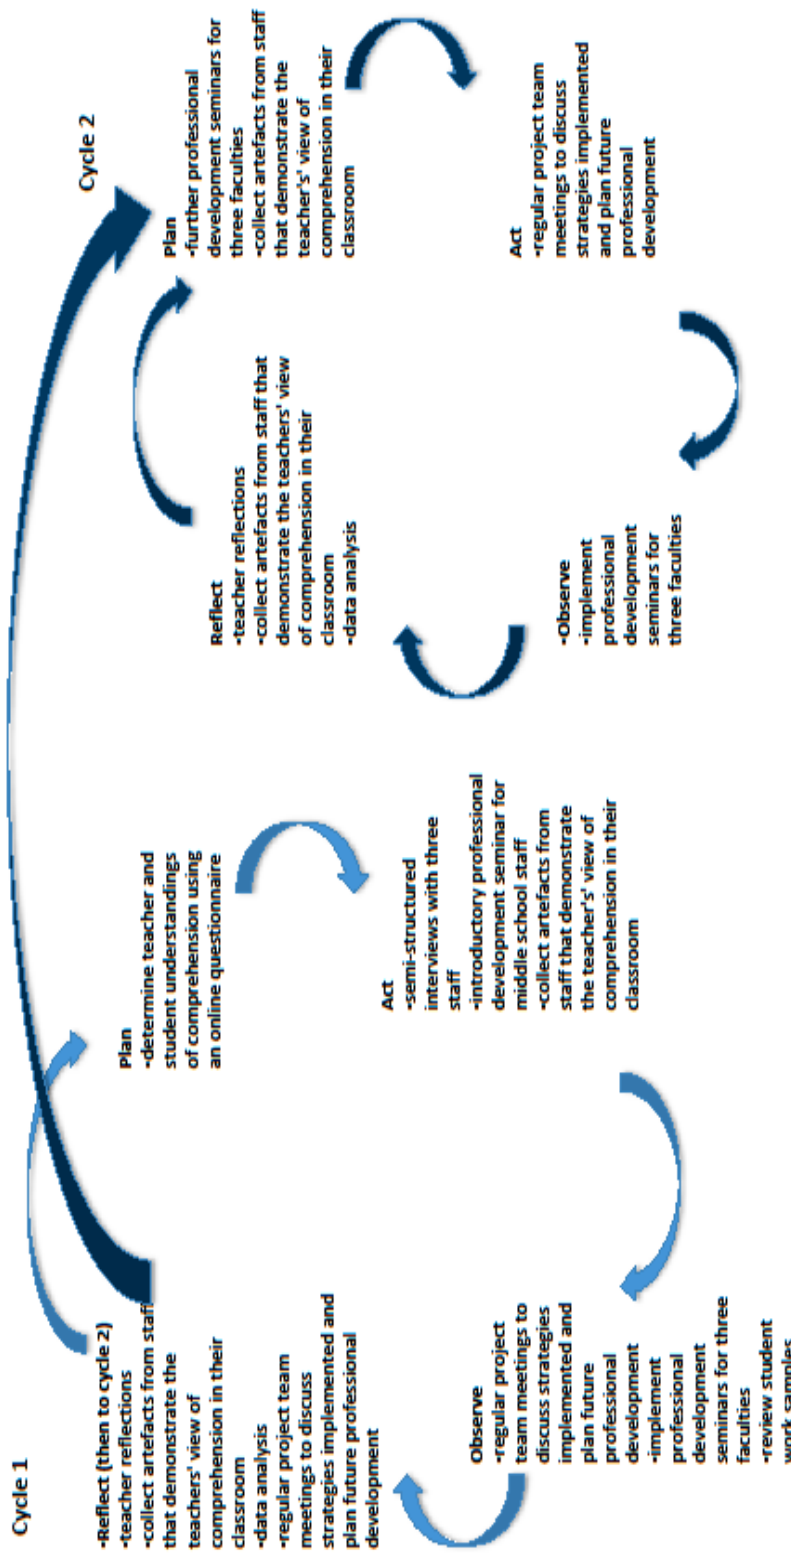 Cycle 1
Plan
•determine teacher and
student understandings
of comprehension using
an online questionnaire
Act
•semi-structured
interviews with three
staff
•introductory professional
development seminar for
middle school staff
•collect artefacts from
staff that demonstrate
the teacher's' view of
comprehension in their
classroom
Observe
•regular project
team meetings to
discuss strategies
implemented and
plan future
professional
development
•implement
professional
development
seminars for three
faculties
•review student
work samples
•Reflect (then to cycle 2)
•teacher reflections
•collect artefacts from staff
that demonstrate the
teachers' view of
comprehension in their
classroom
•data analysis
•regular project team
meetings to discuss
strategies implemented and
plan future professional
development
Cycle 2
Plan
•further professional
development seminars for
three faculties
•collect artefacts from staff
that demonstrate the
teacher's' view of
comprehension in their
classroom
Act
•regular project team
meetings to discuss
strategies implemented
and plan future
professional
development
•Observe
•implement
professional
development
seminars for
three faculties
Reflect
•teacher reflections
•collect artefacts from staff that
demonstrate the teachers' view
of comprehension in their
classroom
•data analysis